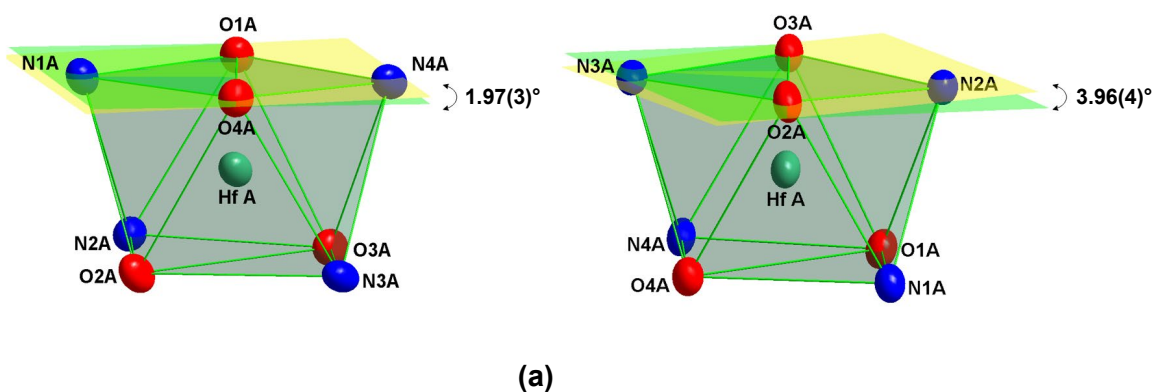 O1A
N1A
N4A
1.97(3)°
O4A
Hf A
N2A
O3A
O2A
N3A
O3A
N3A
N2A
3.96(4)°
O2A
Hf A
N4A
O1A
O4A
N1A
(a)